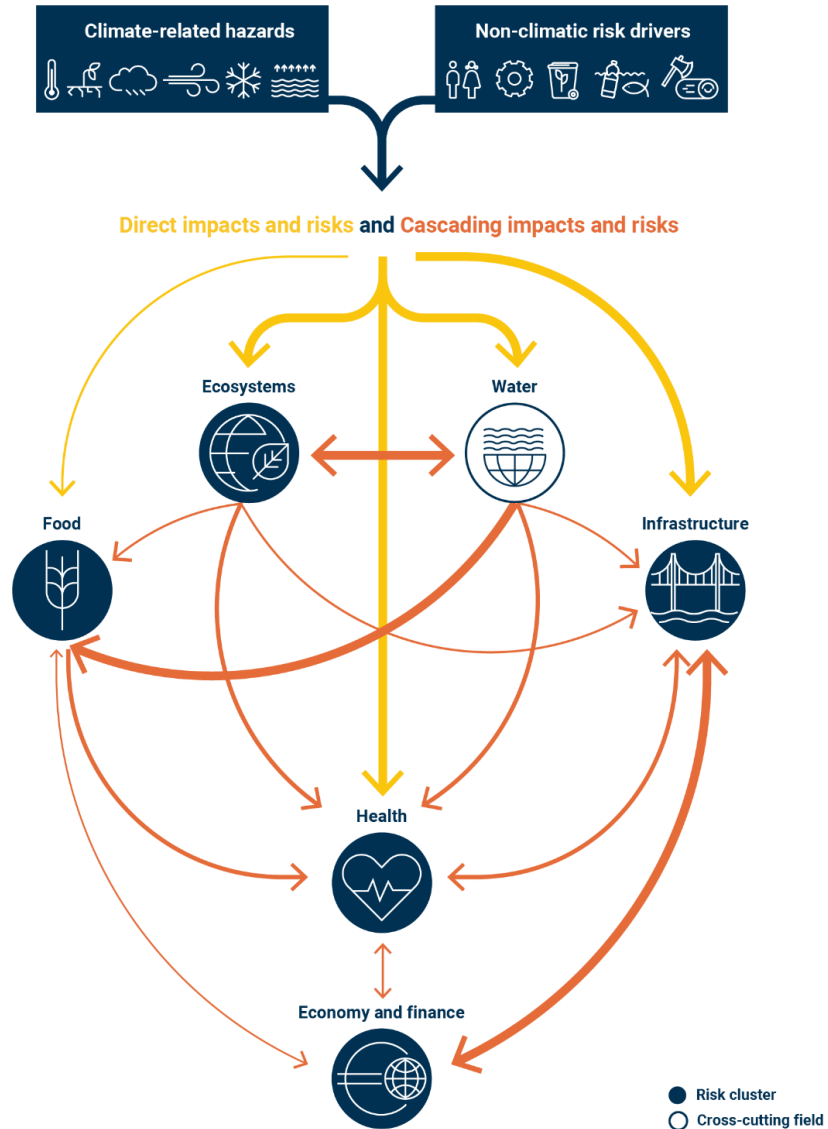 Climate-related hazards
Non-climatic risk drivers
Direct impacts and risks and Cascading impacts and risks
Ecosystems
Water
Food
Infrastructure
Health
Economy and finance
Risk cluster
Cross-cutting field